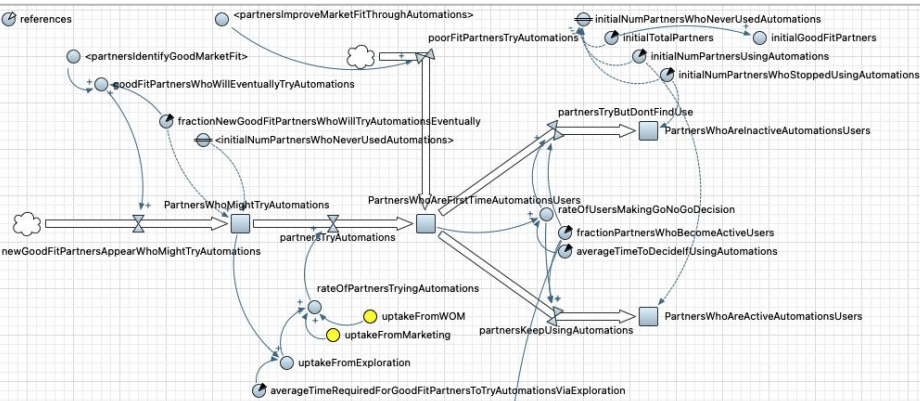 references
<partnersImproveMarketFitThroughAutomations>
initialNumPartnersWhoNeverUsedAutomations
poorFitPartnersTryAutomations
initialTotalPartners
initialGoodFitPartners
<partnersIdentifyGoodMarketFit>
initialNumPartnersUsingAutomations
initialNumPartnersWhoStoppedUsingAutomations
goodFitPartnersWhoWillEventuallyTryAutomations
partnersTryButDontFindUse
fractionNewGoodFitPartnersWhoWillTryAutomationsEventually
PartnersWhoAreInactiveAutomationsUsers
<initialNumPartnersWhoNeverUsedAutomations>
PartnersWhoMightTryAutomations
PartnersWhoAreFirstTimeAutomationsUsers
rateOfUsersMakingGoNoGoDecision
fractionPartnersWhoBecomeActiveUsers
partnersTryAutomations
newGoodFitPartnersAppearWhoMightTryAutomations
averageTimeToDecideIfUsingAutomations
rateOfPartnersTryingAutomations
uptakeFromWOM
PartnersWhoAreActiveAutomationsUsers
partnersKeepUsingAutomations
uptakeFromMarketing
uptakeFromExploration
averageTimeRequiredForGoodFitPartnersToTryAutomationsViaExploration